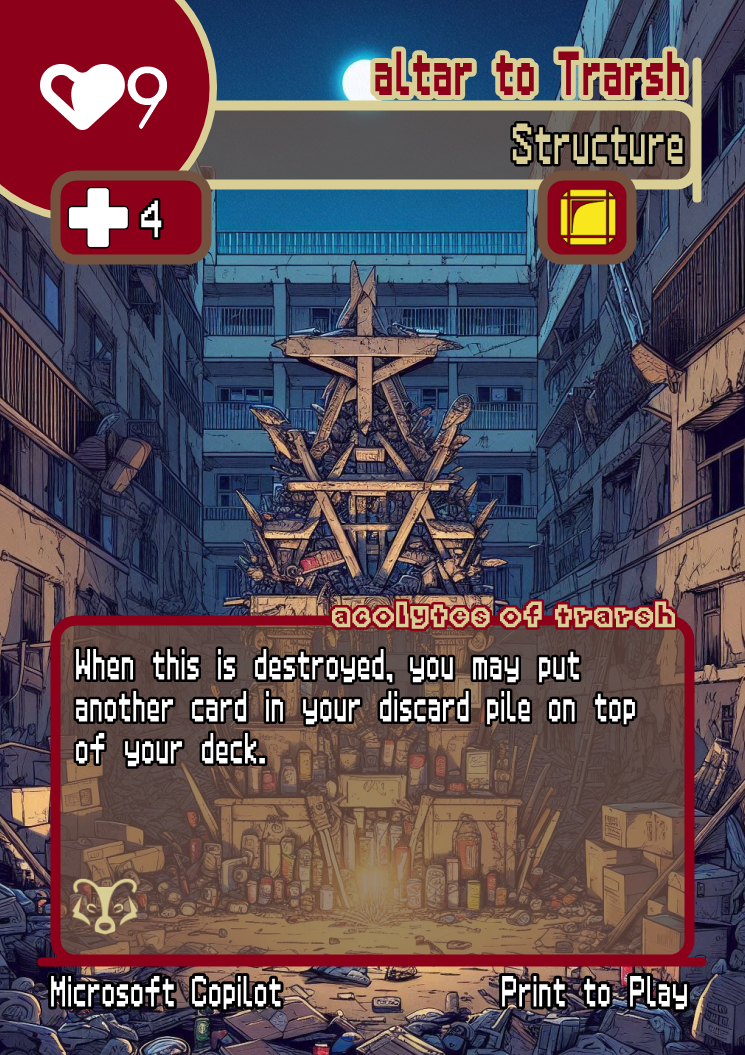 9
altar to Trarsh
Structure
4
acolytes of trarsh
When this is destroyed, you may put
another card in your discard pile on top
of your deck.
Microsoft Copilot
Print to Play